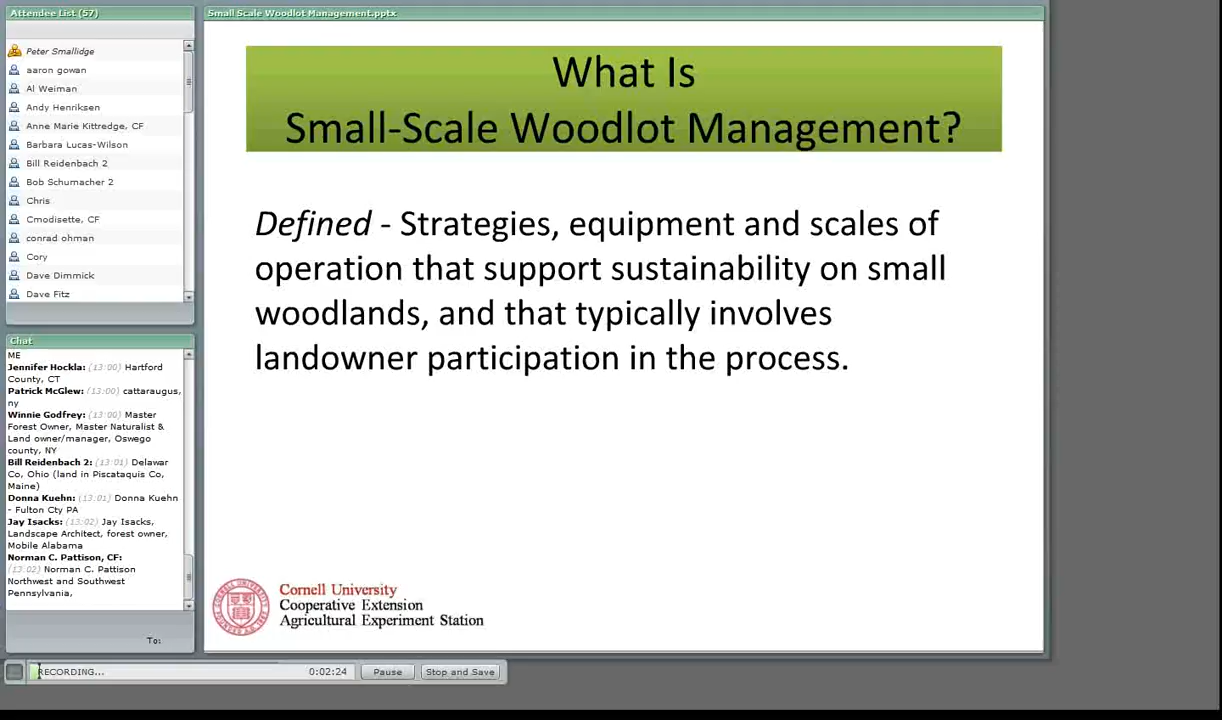 Attendee List (57)
Peter Smallidge
aaron gowan
Al Weiman
Andy Henriksen
Anne Marie Kittredge, CF
Barbara Lucas-Wilson
Bill Reidenbach 2
Bob Schumacher 2
Chris
Cmodisette, CF
conrad ohman
Cory
Dave Dimmick
Dave Fitz
Chat
ME
Jennifer Hockla: (13:00) Hartford
County, CT
Patrick McGlew: (13:00) cattaraugus,
ny
Winnie Godfrey: (13:00) Master
Forest Owner, Master Naturalist &
Land owner/manager, Oswego
county, NY
Bill Reidenbach 2: (13:01) Delawar
Co, Ohio (land in Piscataquis Co,
Maine)
Donna Kuehn: (13:01) Donna Kuehn
- Fulton Cty PA
Jay Isacks: (13:02) Jay Isacks,
Landscape Architect, forest owner,
Mobile Alabama
Norman C. Pattison, CF:
(13:02) Norman C. Pattison
Northwest and Southwest
Pennsylvania,
To:
Small Scale Woodlot Management.pptx
What Is
Small-Scale Woodlot Management?
Defined - Strategies, equipment and scales of
operation that support sustainability on small
woodlands, and that typically involves
landowner participation in the process.
Cornell University
Cooperative Extension
Agricultural Experiment Station
RECORDING... 0:02:24 Pause Stop and Save